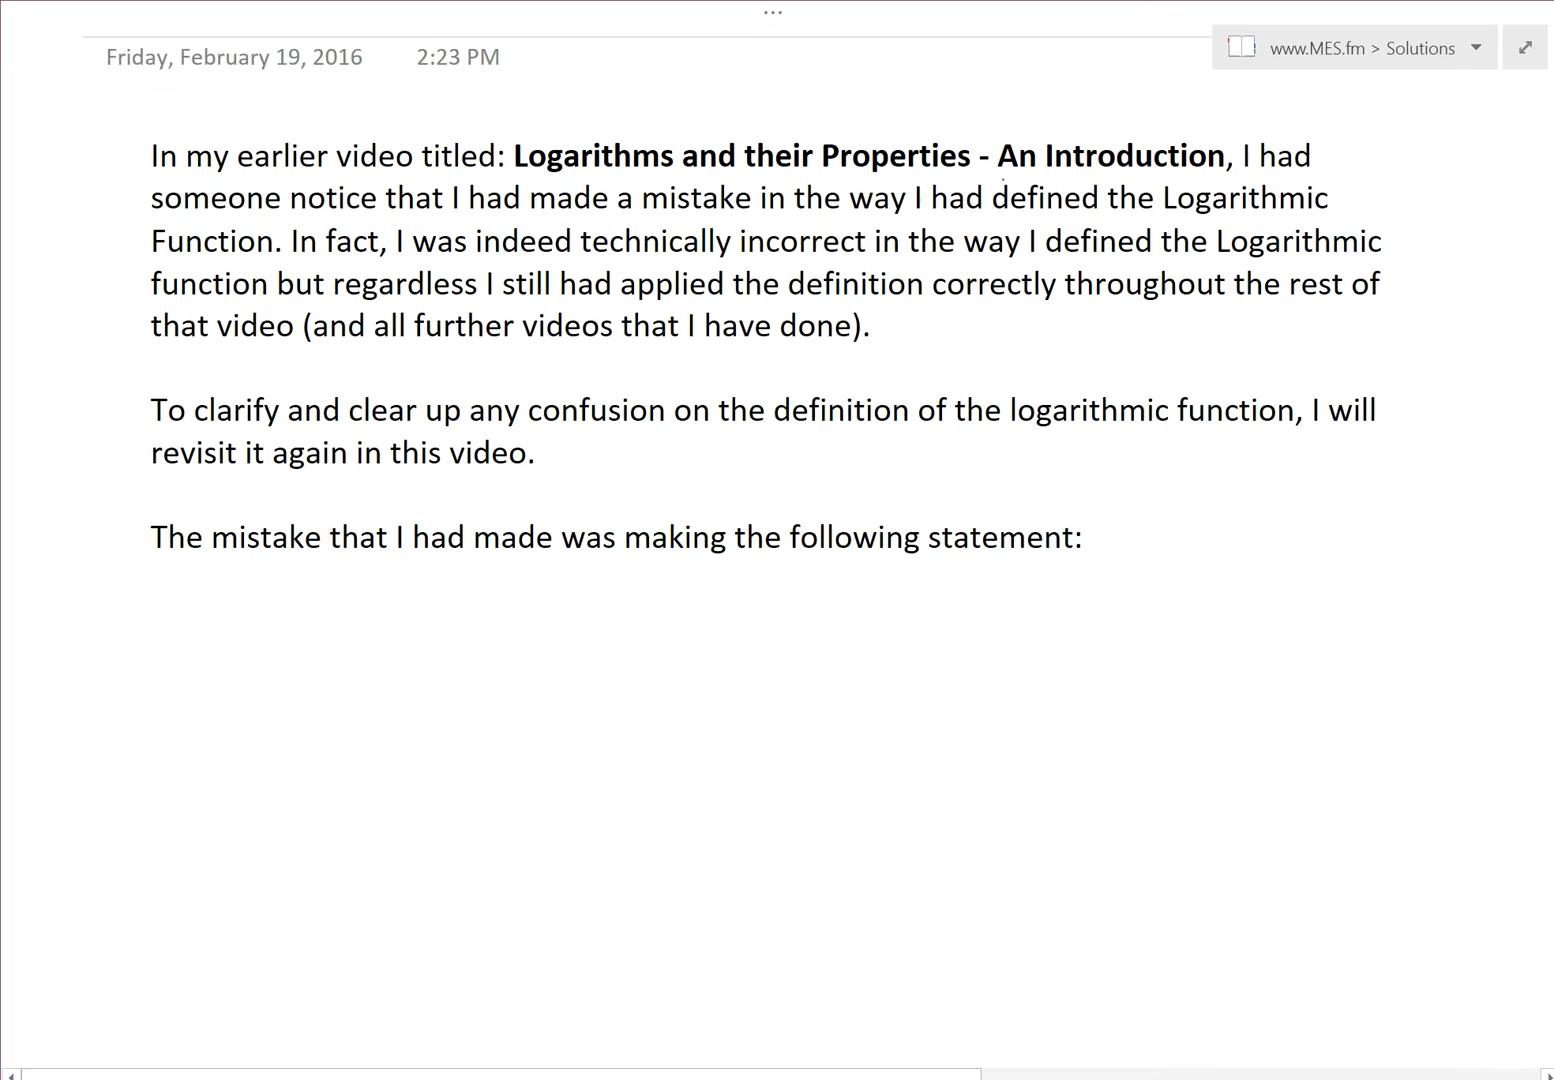 ...
Friday, February 19, 2016 2:23 PM
www.MES.fm > Solutions
In my earlier video titled: Logarithms and their Properties - An Introduction, I had
someone notice that I had made a mistake in the way I had defined the Logarithmic
Function. In fact, I was indeed technically incorrect in the way I defined the Logarithmic
function but regardless I still had applied the definition correctly throughout the rest of
that video (and all further videos that I have done).
To clarify and clear up any confusion on the definition of the logarithmic function, I will
revisit it again in this video.
The mistake that I had made was making the following statement: